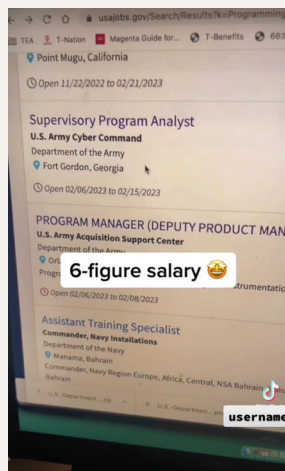 usajobs.gov/Search/Results?k=Programming
TEA T-Nation Magenta Guide for... T-Benefits 663
Point Mugu, California
Open 11/22/2022 to 02/21/2023
Supervisory Program Analyst
U.S. Army Cyber Command
Department of the Army
Fort Gordon, Georgia
Open 02/06/2023 to 02/15/2023
PROGRAM MANAGER (DEPUTY PRODUCT MAN
U.S. Army Acquisition Support Center
Department of the Army
6-figure salary 🤩
Open 02/06/2023 to 02/08/2023
Assistant Training Specialist
Commander, Navy Installations
Department of the Navy
Manama, Bahrain
Commander, Navy Region Europe, Africa, Central, NSA Bahrain
Bahrain
U.S.-Department....zip U.S.-Departmen...
username